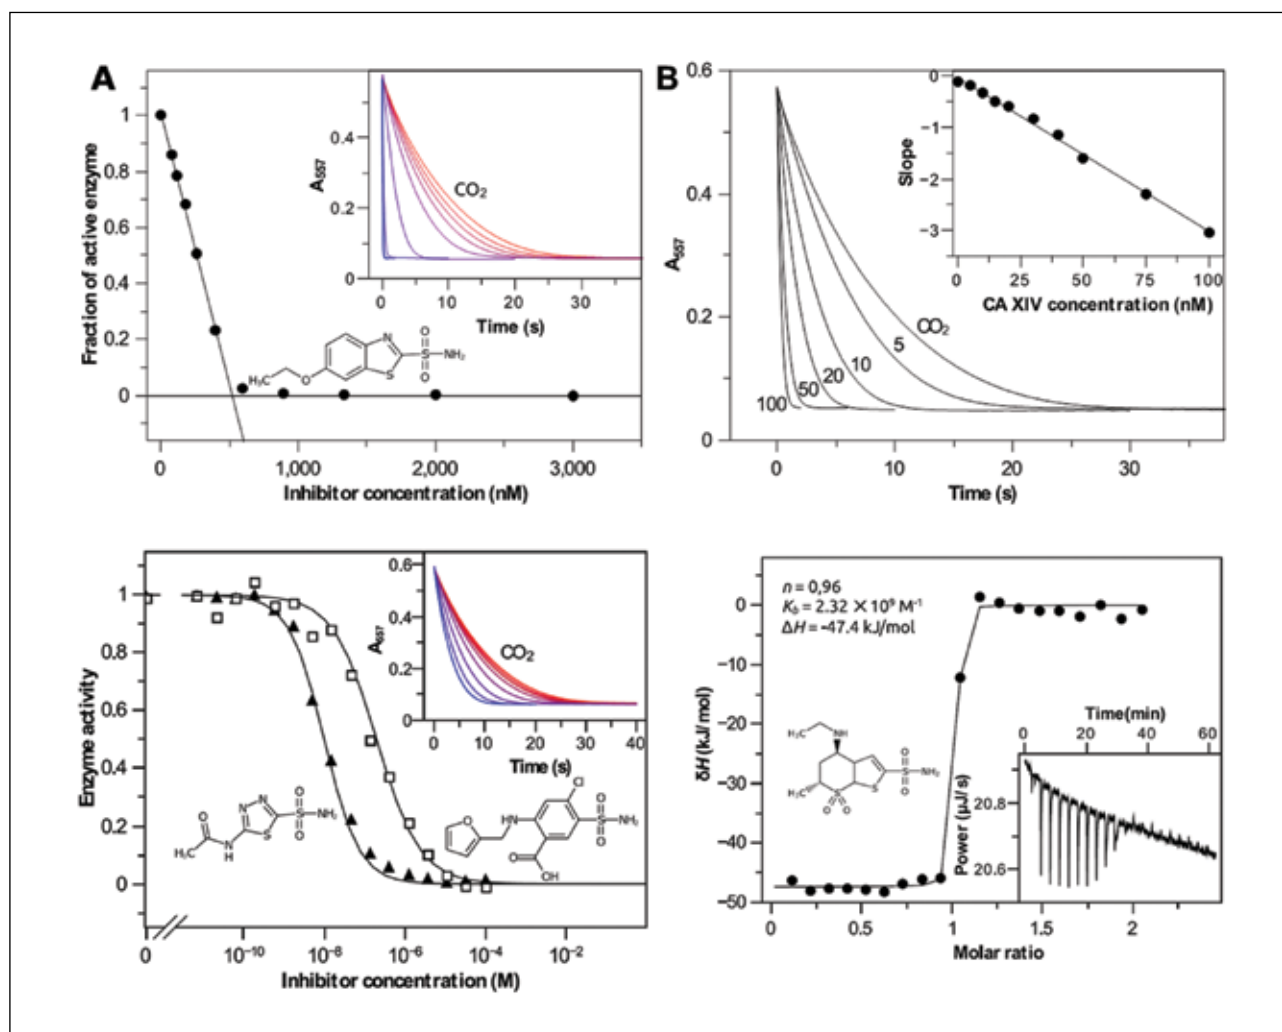 A
Fraction of active enzyme
1
0.8
0.6
0.4
0.2
0
0 1,000 2,000 3,000
Inhibitor concentration (nM)
A557
0.4
0.2
0
CO2
0 10 20 30
Time (s)
H3C O N S O S O NH2
B
A557
0.6
0.4
0.2
0
CO2
5
10
20
50
100
0 10 20 30
Time (s)
Slope
0
−1
−2
−3
0 25 50 75 100
CA XIV concentration (nM)
Enzyme activity
1
0.8
0.6
0.4
0.2
0
0 10−10 10−8 10−6 10−4 10−2
Inhibitor concentration (M)
A557
0.6
0.4
0.2
0
CO2
0 10 20 30 40
Time (s)
H3C O N H N N S O S O NH2
O HN Cl O S O NH2 O OH
n = 0,96
Kb = 2.32 × 10⁹ M⁻¹
ΔH = -47.4 kJ/mol
δH (kJ/mol)
0
−10
−20
−30
−40
−50
0 0.5 1 1.5 2
Molar ratio
H3C NH H3C S O O S O S O NH2
Time(min)
0 20 40 60
Power (µJ/s)
20.8
20.6